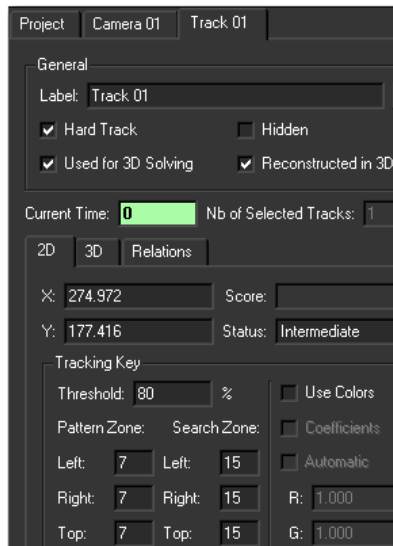 Project Camera 01 Track 01
General
Label: Track 01
Hard Track Hidden
Used for 3D Solving Reconstructed in 3D
Current Time: 0 Nb of Selected Tracks: 1
2D 3D Relations
X: 274.972 Score:
Y: 177.416 Status: Intermediate
Tracking Key
Threshold: 80 % Use Colors
Pattern Zone: Search Zone: Coefficients
Left: 7 Left: 15 Automatic
Right: 7 Right: 15 R: 1.000
Top: 7 Top: 15 G: 1.000